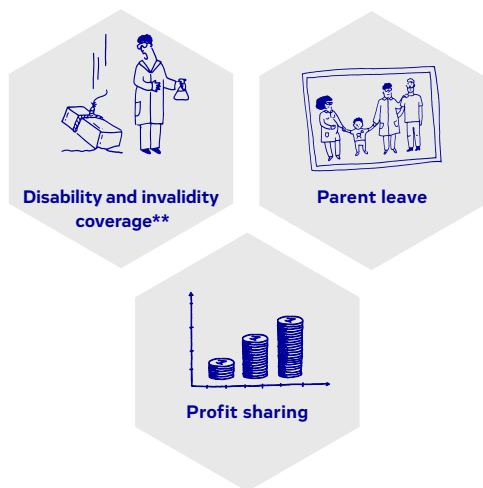 Disability and invalidity
coverage**
Parent leave
Profit sharing